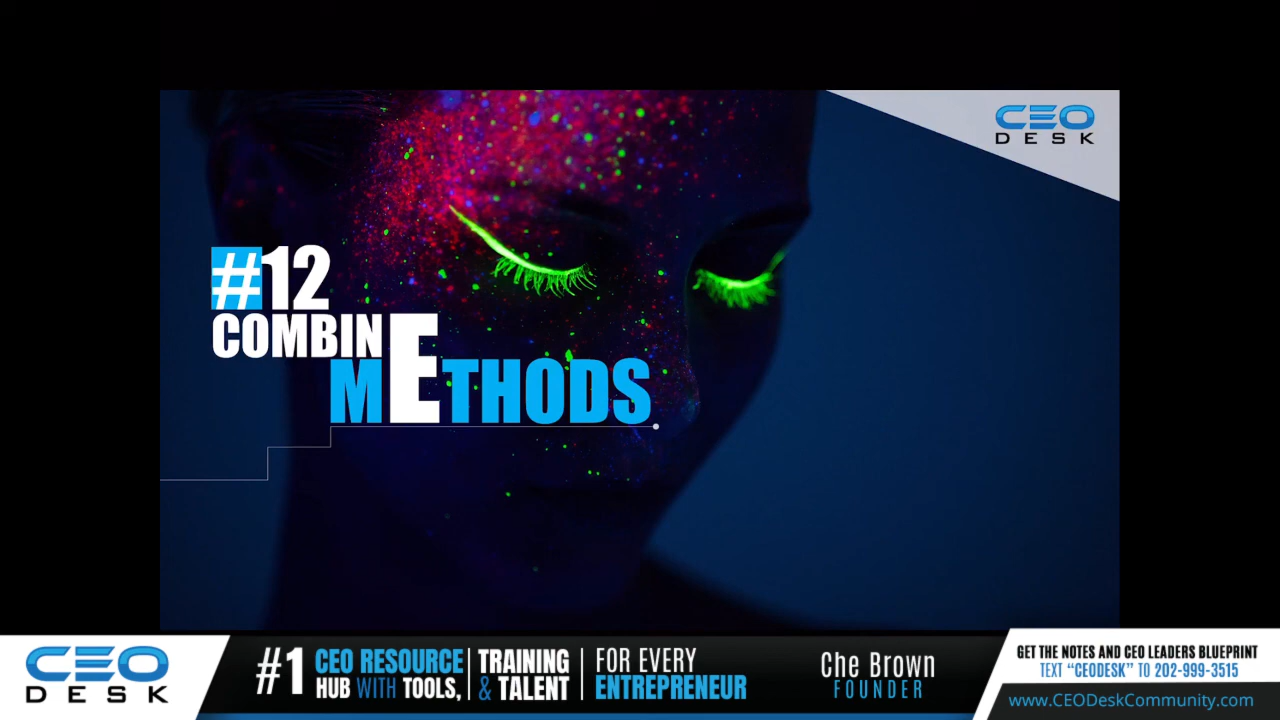 CEO
DESK
#12
COMBINE
METHODS
CEO
DESK
#1
CEO RESOURCE
HUB WITH TOOLS,
TRAINING
& TALENT
FOR EVERY
ENTREPRENEUR
Che Brown
FOUNDER
GET THE NOTES AND CEO LEADERS BLUEPRINT
TEXT “CEODESK” TO 202-999-3515
www.CEODeskCommunity.com